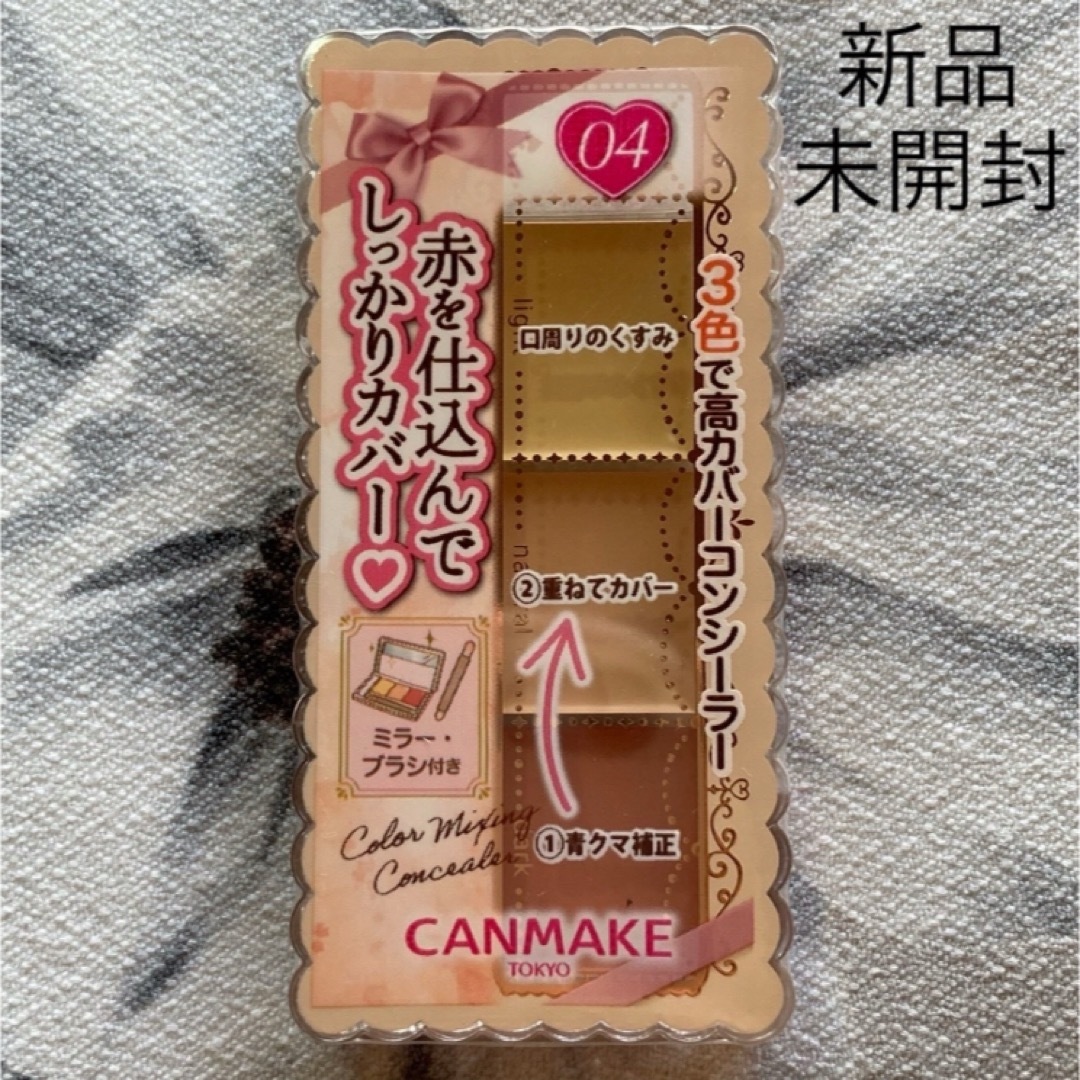 新品
未開封
04
赤を仕込んで
しっかりカバー♡
3色で高カバーコンシーラー
light
口周りのくすみ
natural
②重ねてカバー
dark
①青クマ補正
ミラー・
ブラシ付き
Color Mixing
Concealer
CANMAKE
TOKYO